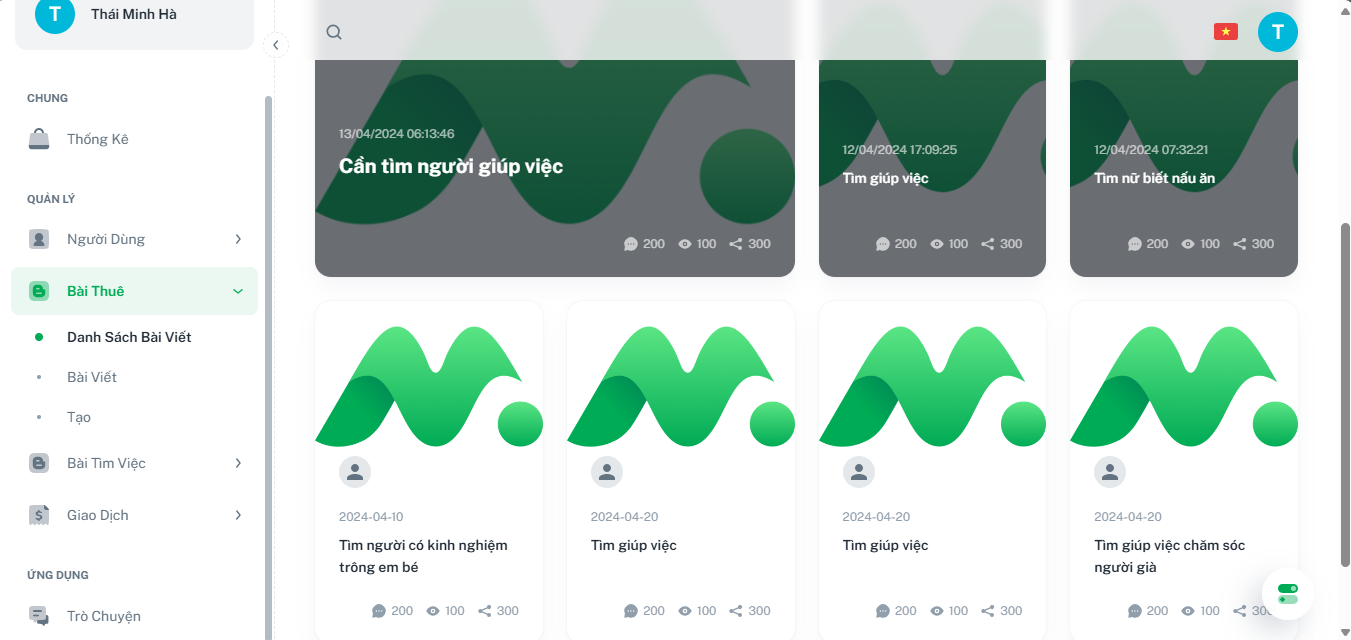 T
Thái Minh Hà
CHUNG
Thống Kê
QUẢN LÝ
Người Dùng
Bài Thuê
Danh Sách Bài Viết
Bài Viết
Tạo
Bài Tìm Việc
Giao Dịch
ỨNG DỤNG
Trò Chuyện
T
13/04/2024 06:13:46
Cần tìm người giúp việc
200 100 300
12/04/2024 17:09:25
Tìm giúp việc
200 100 300
12/04/2024 07:32:21
Tìm nữ biết nấu ăn
200 100 300
2024-04-10
Tìm người có kinh nghiệm
trông em bé
200 100 300
2024-04-20
Tìm giúp việc
200 100 300
2024-04-20
Tìm giúp việc
200 100 300
2024-04-20
Tìm giúp việc chăm sóc
người già
200 100 300